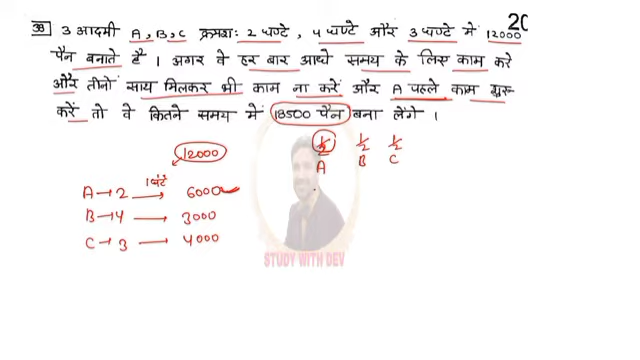 38 3 आदमी A, B, C क्रमशः 2 घण्टे, 4 घण्टे और 3 घण्टे में 12000
20
पैन बनाते हैं । अगर वे हर बार आधे समय के लिए काम करे
और तीनो साथ मिलकर भी काम ना करें और A पहले काम शुरू
करें तो वे कितने समय में 18500 पैन बना लेंगे ।
12000
1/2 1/2 1/2
A B C
1 घंटे
A→2 → 6000
B→4 → 3000
C→3 → 4000
STUDY WITH DEV